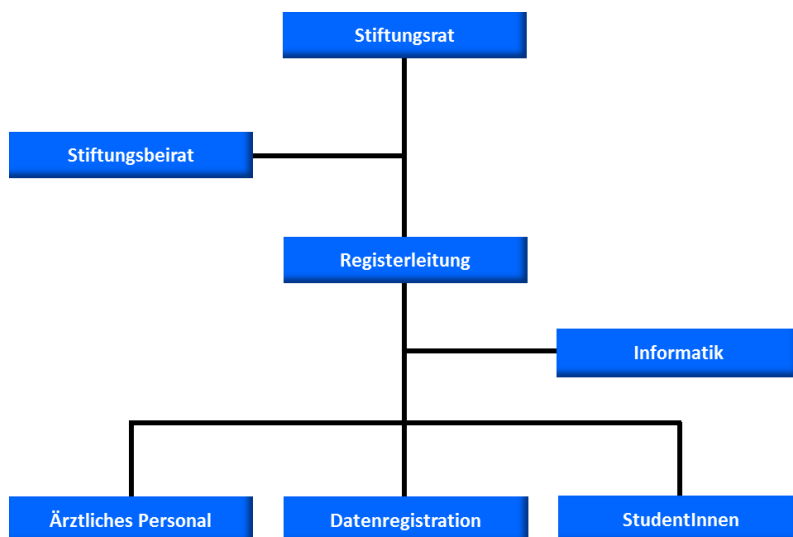 Stiftungsrat
Stiftungsbeirat
Registerleitung
Informatik
Ärztliches Personal
Datenregistration
StudentInnen